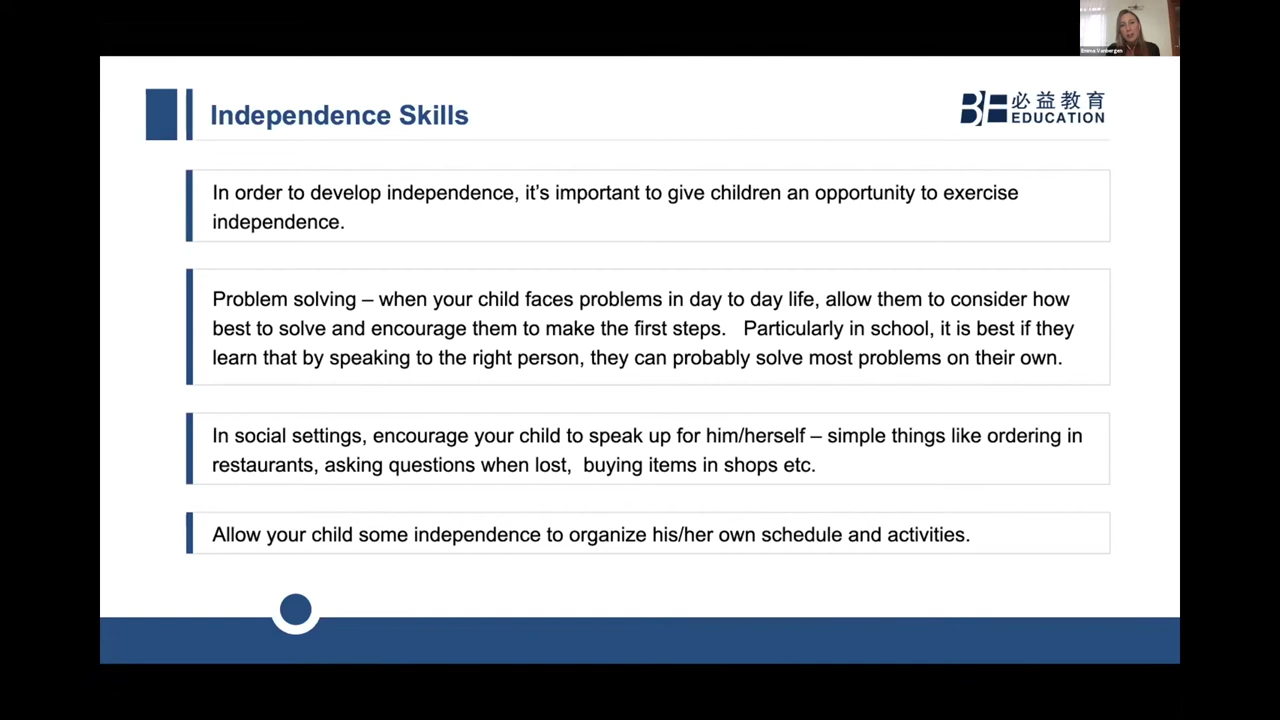 Emma Vanbergen
Independence Skills
BE 必益教育
EDUCATION
In order to develop independence, it’s important to give children an opportunity to exercise
independence.
Problem solving – when your child faces problems in day to day life, allow them to consider how
best to solve and encourage them to make the first steps.   Particularly in school, it is best if they
learn that by speaking to the right person, they can probably solve most problems on their own.
In social settings, encourage your child to speak up for him/herself – simple things like ordering in
restaurants, asking questions when lost,  buying items in shops etc.
Allow your child some independence to organize his/her own schedule and activities.